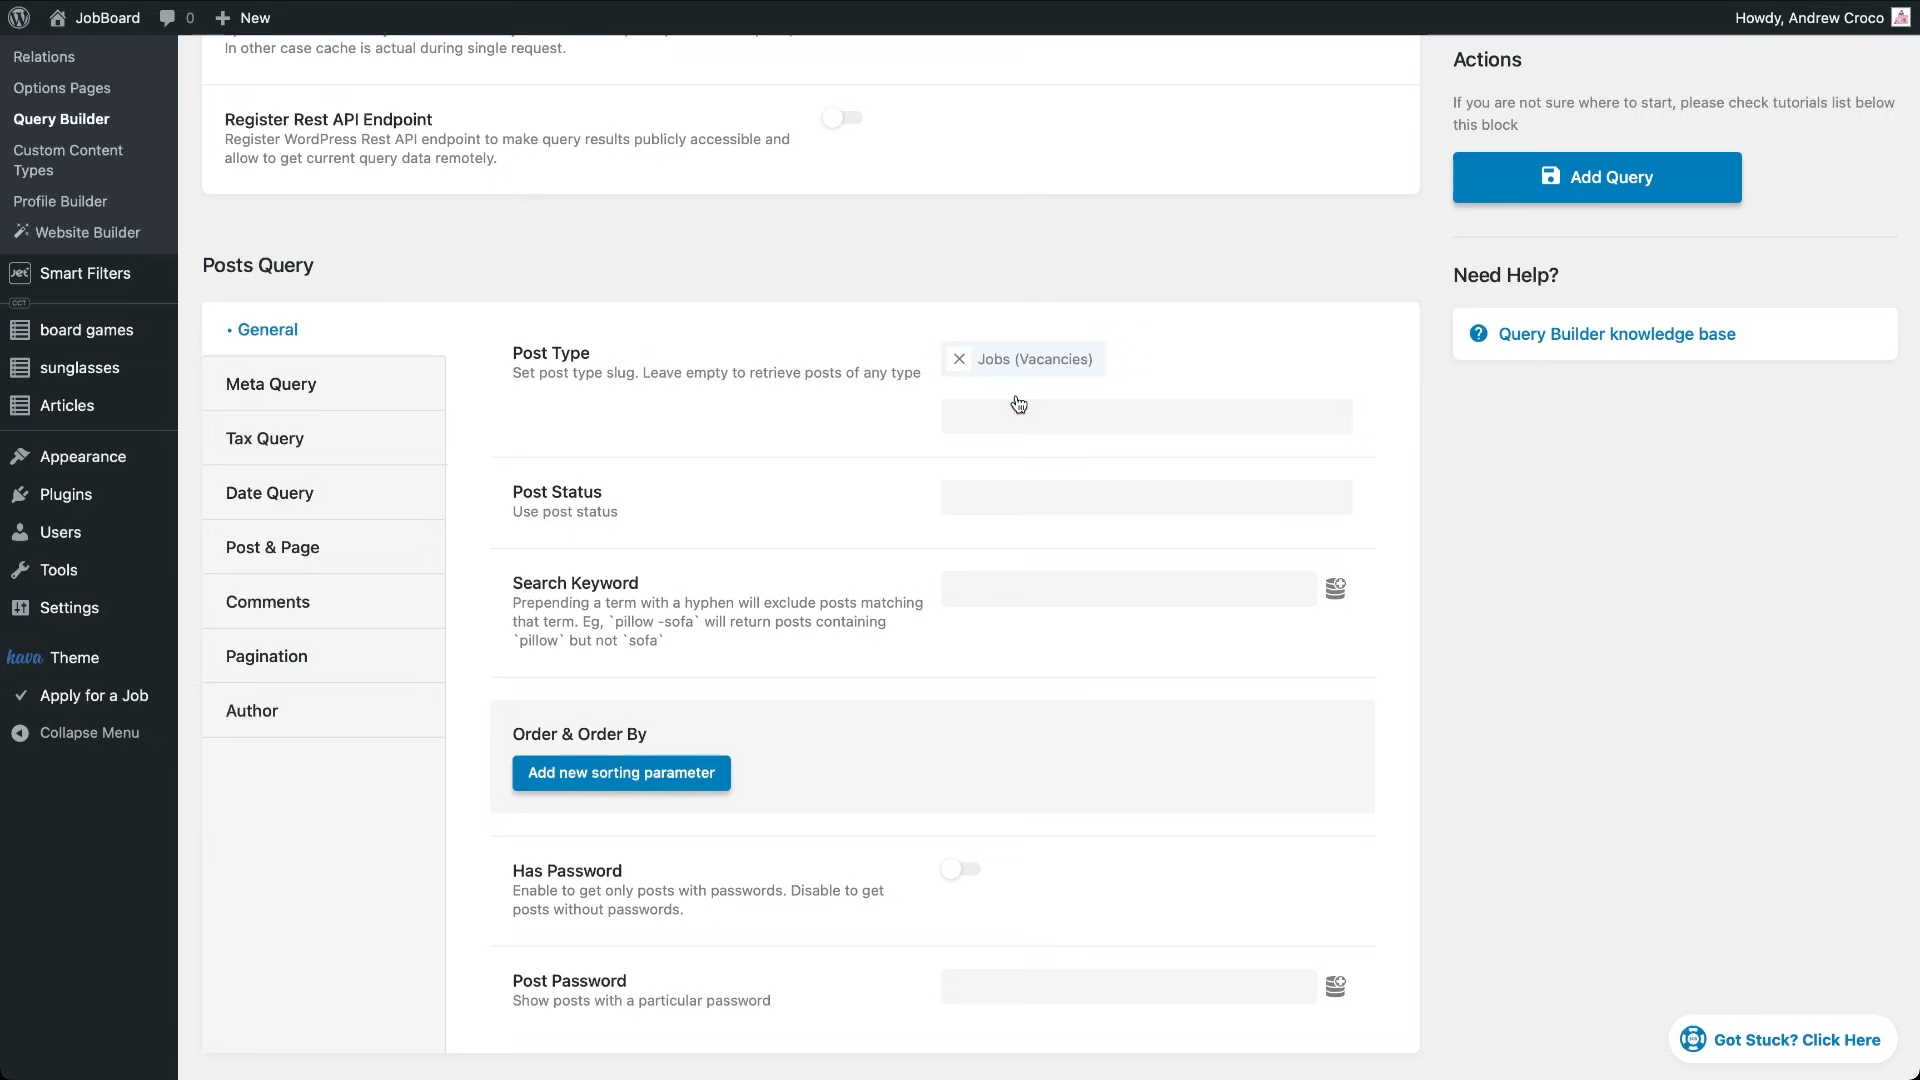 JobBoard
0
New
Howdy, Andrew Croco
Relations
Options Pages
Query Builder
Custom Content
Types
Profile Builder
Website Builder
Jet
Smart Filters
CCT
board games
sunglasses
Articles
Appearance
Plugins
Users
Tools
Settings
kava Theme
Apply for a Job
Collapse Menu
In other case cache is actual during single request.
Register Rest API Endpoint
Register WordPress Rest API endpoint to make query results publicly accessible and
allow to get current query data remotely.
Posts Query
• General
Meta Query
Tax Query
Date Query
Post & Page
Comments
Pagination
Author
Post Type
Set post type slug. Leave empty to retrieve posts of any type
Jobs (Vacancies)
Post Status
Use post status
Search Keyword
Prepending a term with a hyphen will exclude posts matching
that term. Eg, `pillow -sofa` will return posts containing
`pillow` but not `sofa`
Order & Order By
Add new sorting parameter
Has Password
Enable to get only posts with passwords. Disable to get
posts without passwords.
Post Password
Show posts with a particular password
Actions
If you are not sure where to start, please check tutorials list below
this block
Add Query
Need Help?
Query Builder knowledge base
Got Stuck? Click Here